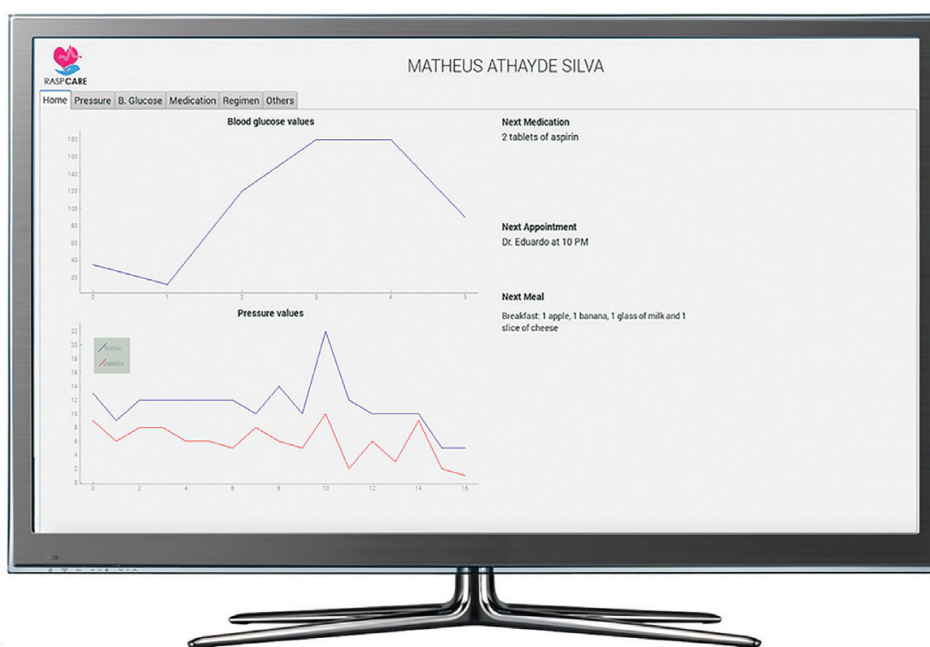 RASPCARE
MATHEUS ATHAYDE SILVA
Home Pressure B. Glucose Medication Regimen Others
Blood glucose values
180
160
140
120
100
80
60
40
20
0 1 2 3 4 5
Pressure values
22
20
18
16
14
12
10
8
6
4
2
0
0 2 4 6 8 10 12 14 16
Next Medication
2 tablets of aspirin
Next Appointment
Dr. Eduardo at 10 PM
Next Meal
Breakfast: 1 apple, 1 banana, 1 glass of milk and 1
slice of cheese